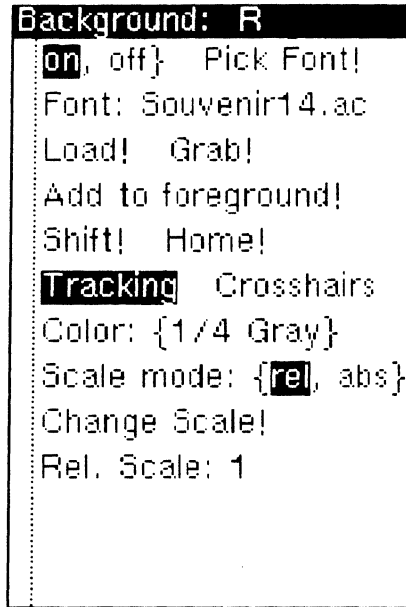 Background: R
on, off} Pick Font!
Font: Souvenir14.ac
Load! Grab!
Add to foreground!
Shift! Home!
Tracking Crosshairs
Color: {1/4 Gray}
Scale mode: {rel, abs}
Change Scale!
Rel. Scale: 1